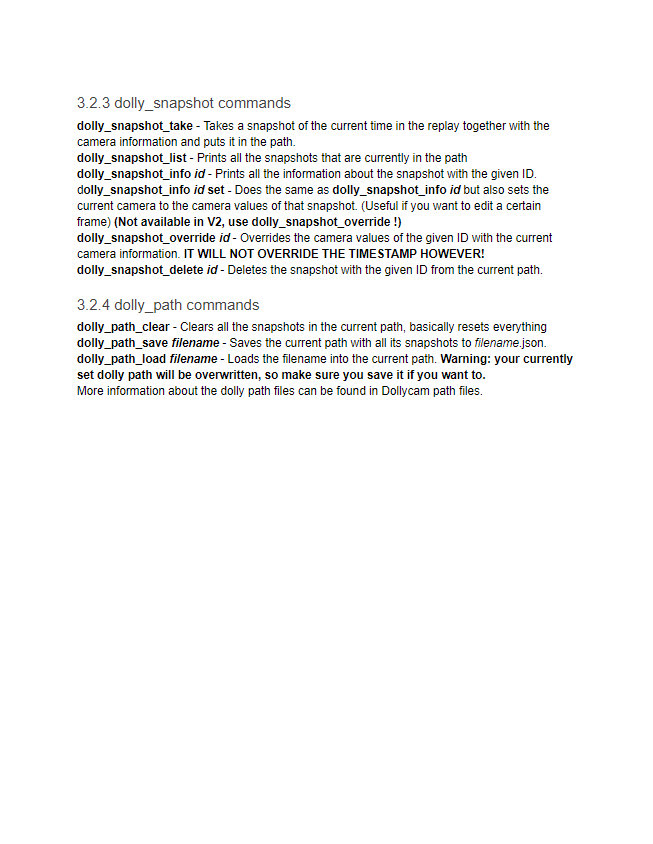 3.2.3 dolly_snapshot commands
dolly_snapshot_take - Takes a snapshot of the current time in the replay together with the
camera information and puts it in the path.
dolly_snapshot_list - Prints all the snapshots that are currently in the path
dolly_snapshot_info id - Prints all the information about the snapshot with the given ID.
dolly_snapshot_info id set - Does the same as dolly_snapshot_info id but also sets the
current camera to the camera values of that snapshot. (Useful if you want to edit a certain
frame) (Not available in V2, use dolly_snapshot_override !)
dolly_snapshot_override id - Overrides the camera values of the given ID with the current
camera information. IT WILL NOT OVERRIDE THE TIMESTAMP HOWEVER!
dolly_snapshot_delete id - Deletes the snapshot with the given ID from the current path.
3.2.4 dolly_path commands
dolly_path_clear - Clears all the snapshots in the current path, basically resets everything
dolly_path_save filename - Saves the current path with all its snapshots to filename.json.
dolly_path_load filename - Loads the filename into the current path. Warning: your currently
set dolly path will be overwritten, so make sure you save it if you want to.
More information about the dolly path files can be found in Dollycam path files.